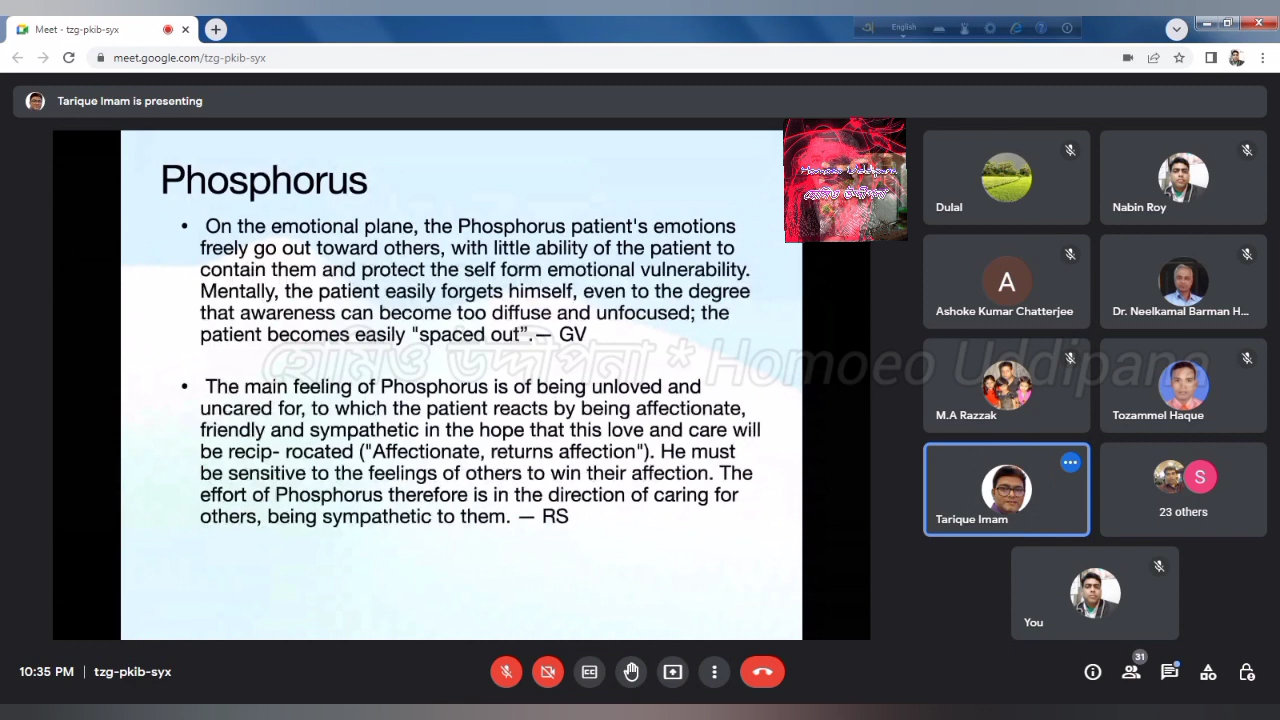 Meet - tzg-pkib-syx
English
meet.google.com/tzg-pkib-syx
Tarique Imam is presenting
Phosphorus
• On the emotional plane, the Phosphorus patient's emotions
freely go out toward others, with little ability of the patient to
contain them and protect the self form emotional vulnerability.
Mentally, the patient easily forgets himself, even to the degree
that awareness can become too diffuse and unfocused; the
patient becomes easily "spaced out”.— GV
• The main feeling of Phosphorus is of being unloved and
uncared for, to which the patient reacts by being affectionate,
friendly and sympathetic in the hope that this love and care will
be recip- rocated ("Affectionate, returns affection"). He must
be sensitive to the feelings of others to win their affection. The
effort of Phosphorus therefore is in the direction of caring for
others, being sympathetic to them. — RS
Homoeo Uddipana
হোমিও উদ্দীপনা
হোমিও উদ্দীপনা * Homoeo Uddipana
Dulal
Nabin Roy
A
Ashoke Kumar Chatterjee
Dr. Neelkamal Barman H...
M.A Razzak
Tozammel Haque
Tarique Imam
S
23 others
You
10:35 PM | tzg-pkib-syx
31